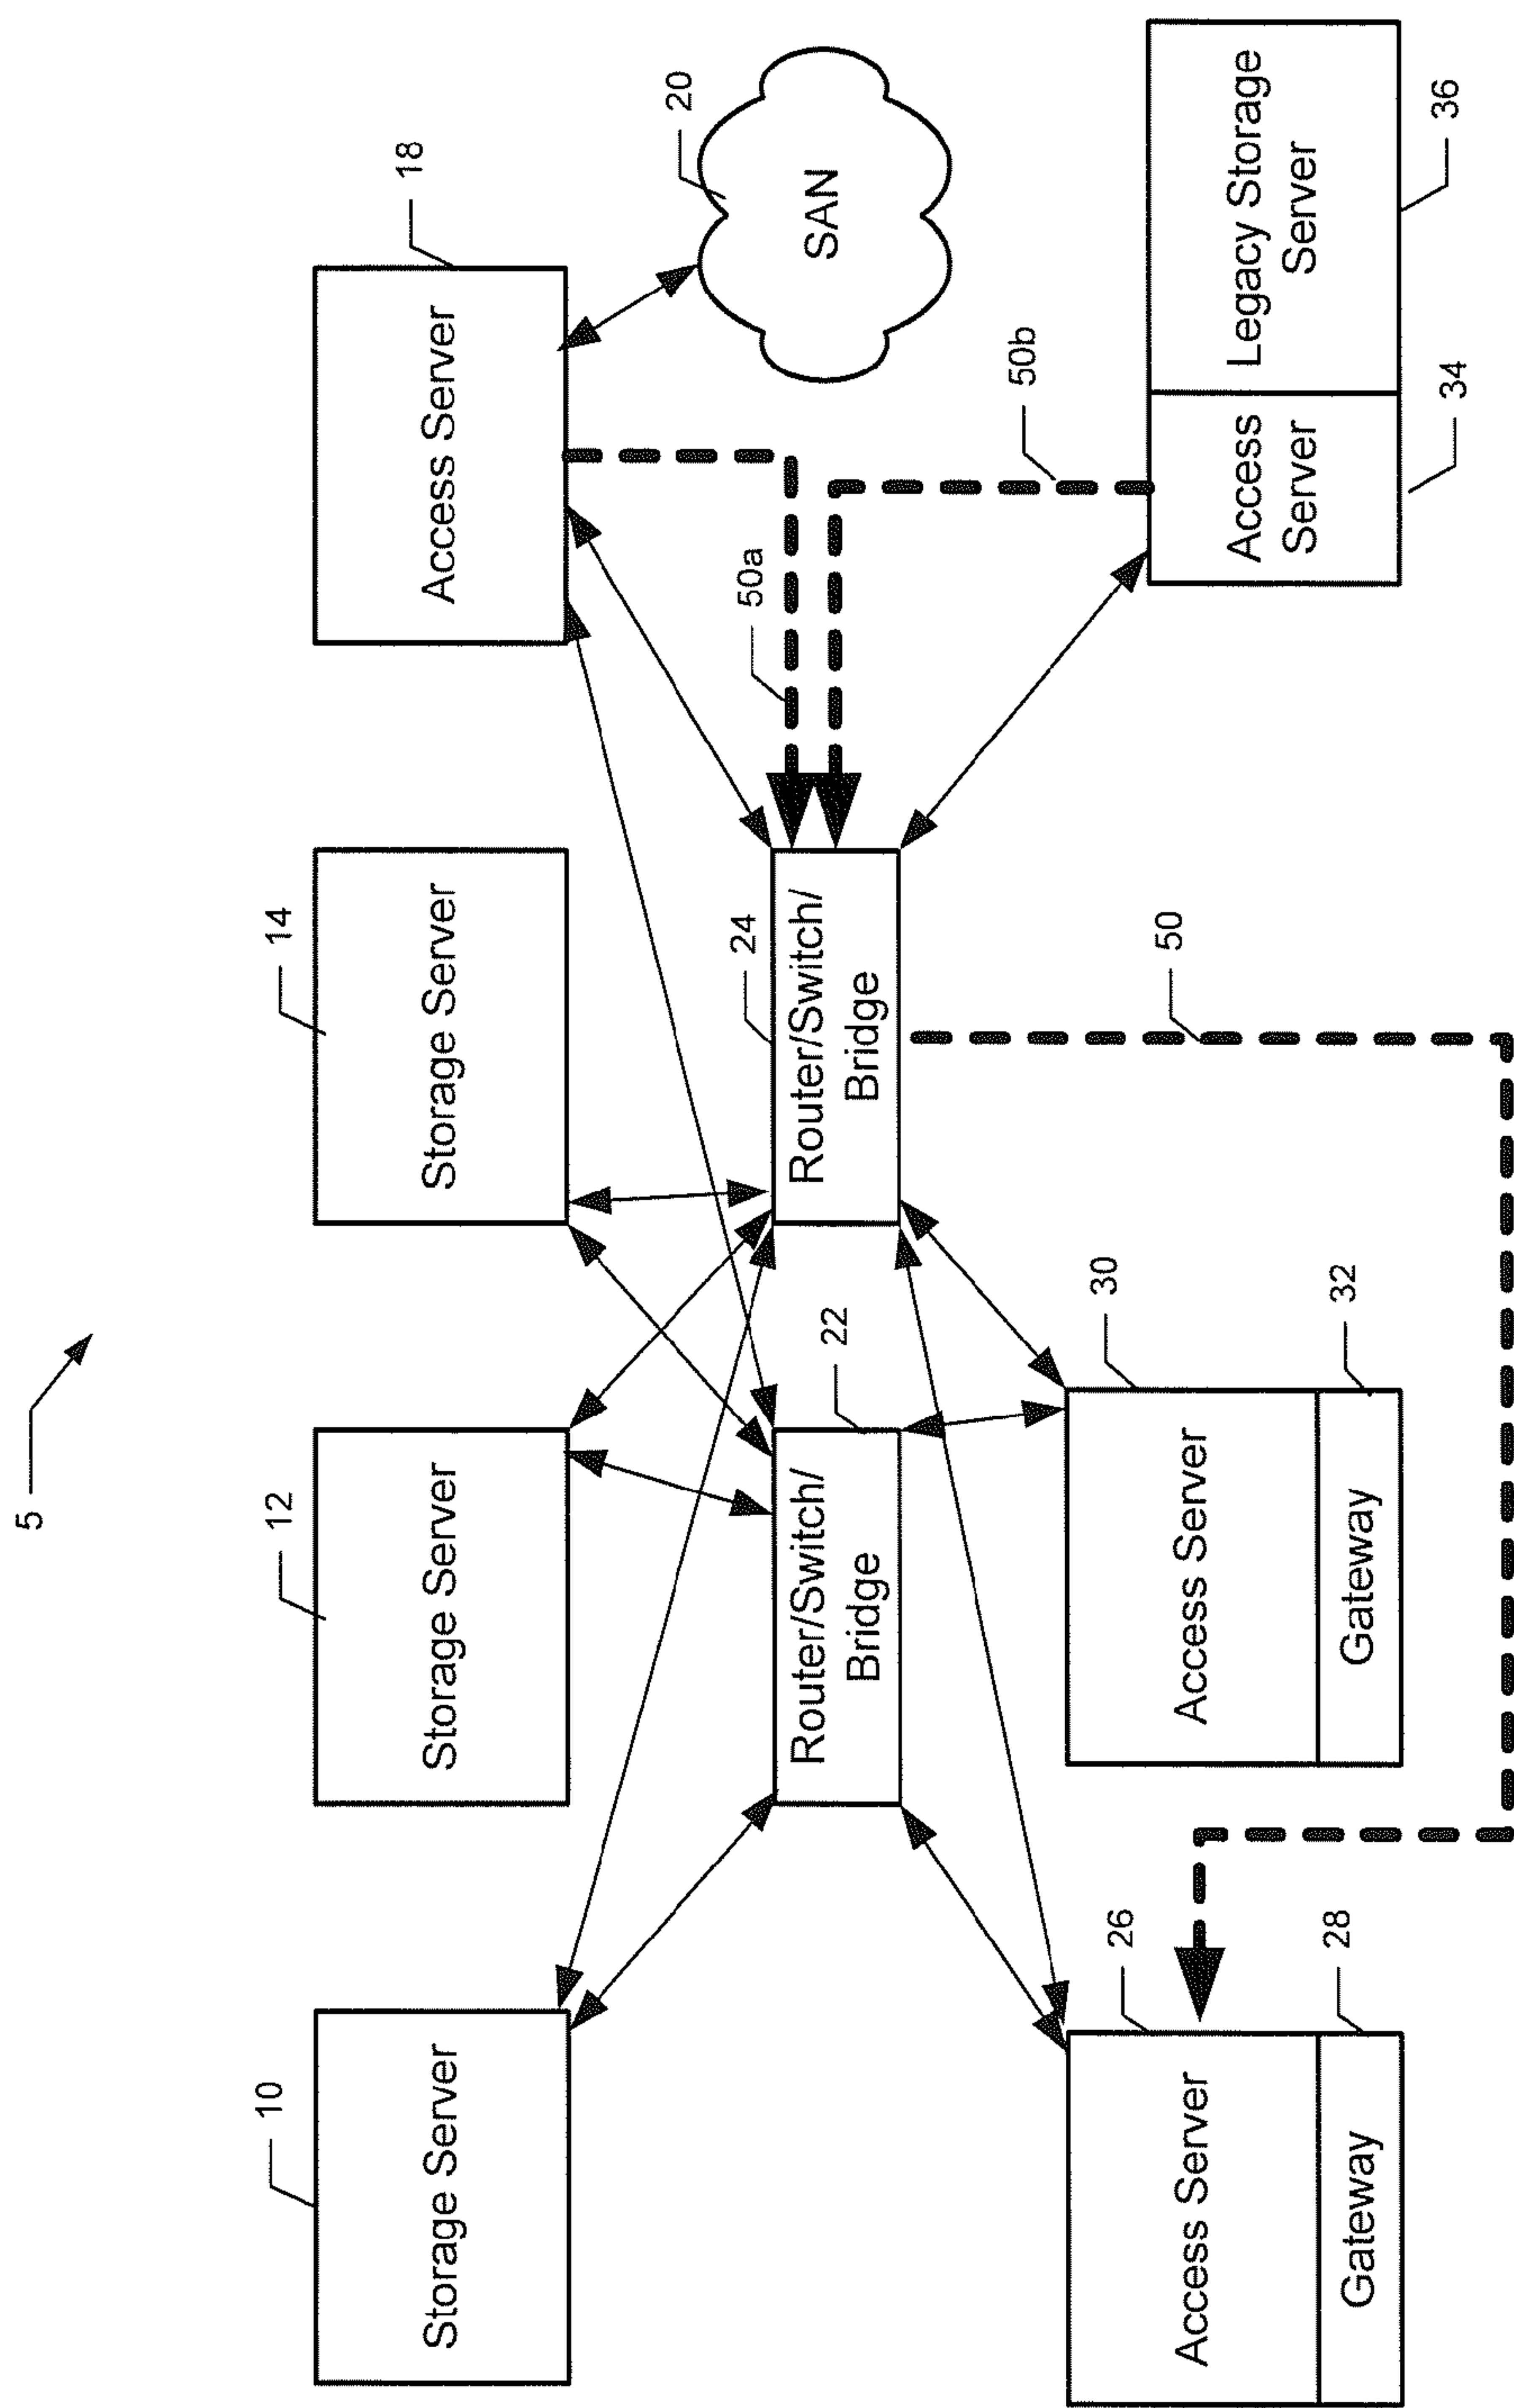 5
10
Storage Server
12
Storage Server
14
Storage Server
18
Access Server
20
SAN
22
Router/Switch/
Bridge
24
Router/Switch/
Bridge
50a
50b
26
Access Server
28
Gateway
30
Access Server
32
Gateway
50
Access
Server
34
Legacy Storage
Server
36